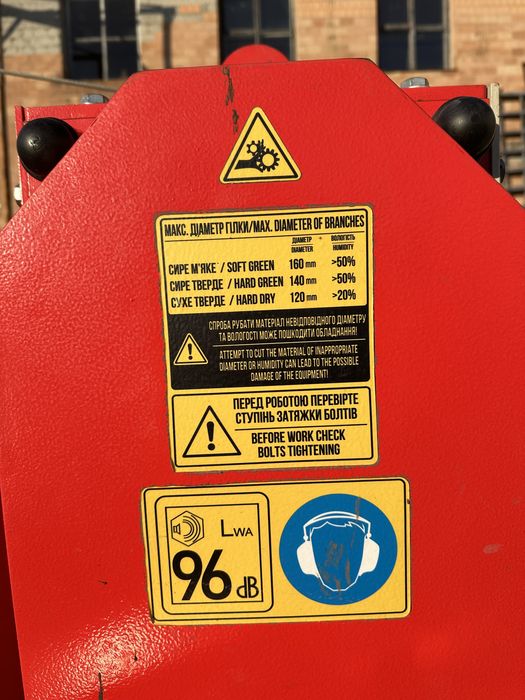 МАКС. ДІАМЕТР ГІЛКИ/MAX. DIAMETER OF BRANCHES
ДІАМЕТР ВОЛОГІСТЬ
DIAMETER HUMIDITY
СИРЕ М'ЯКЕ / SOFT GREEN 160 mm >50%
СИРЕ ТВЕРДЕ / HARD GREEN 140 mm >50%
СУХЕ ТВЕРДЕ / HARD DRY 120 mm >20%
СПРОБА РУБАТИ МАТЕРІАЛ НЕВІДПОВІДНОГО ДІАМЕТРУ
ТА ВОЛОГОСТІ МОЖЕ ПОШКОДИТИ ОБЛАДНАННЯ!
ATTEMPT TO CUT THE MATERIAL OF INAPPROPRIATE
DIAMETER OR HUMIDITY CAN LEAD TO THE POSSIBLE
DAMAGE OF THE EQUIPMENT!
ПЕРЕД РОБОТОЮ ПЕРЕВІРТЕ
СТУПІНЬ ЗАТЯЖКИ БОЛТІВ
BEFORE WORK CHECK
BOLTS TIGHTENING
LWA
96 dB